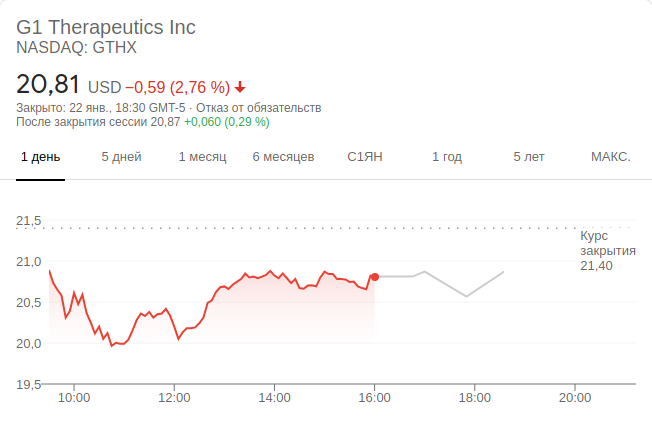 G1 Therapeutics Inc
NASDAQ: GTHX
20,81 USD −0,59 (2,76 %)
Закрыто: 22 янв., 18:30 GMT-5 · Отказ от обязательств
После закрытия сессии 20,87 +0,060 (0,29 %)
1 день 5 дней 1 месяц 6 месяцев С1ЯН 1 год 5 лет МАКС.
21,5
Курс
закрытия
21,40
21,0
20,5
20,0
19,5
10:00 12:00 14:00 16:00 18:00 20:00